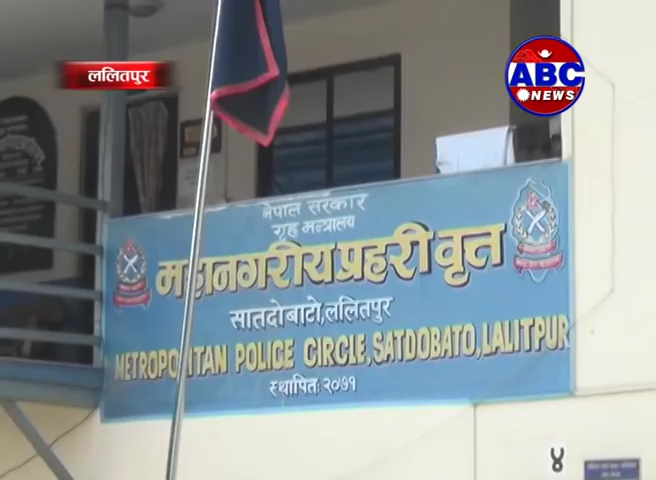 ललितपुर
ABC
NEWS
नेपाल सरकार
गृह मन्त्रालय
महानगरीय प्रहरी वृत्त
सातदोबाटो, ललितपुर
METROPOLITAN POLICE CIRCLE, SATDOBATO, LALITPUR
स्थापित: २०७१
४